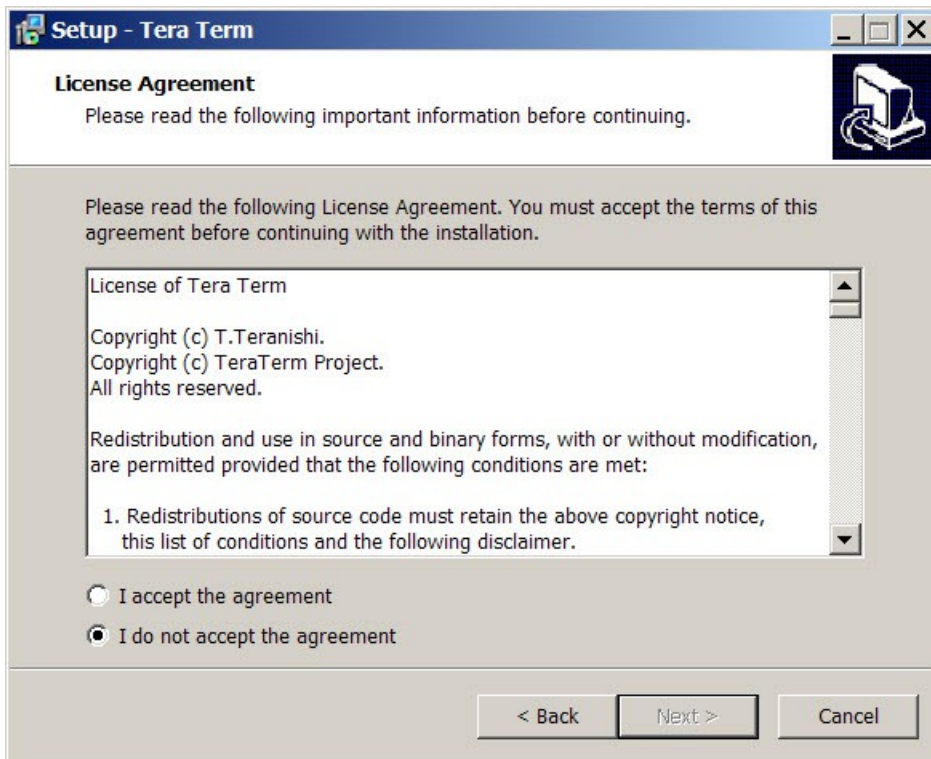 Setup - Tera Term
License Agreement
Please read the following important information before continuing.
Please read the following License Agreement. You must accept the terms of this
agreement before continuing with the installation.
License of Tera Term
Copyright (c) T.Teranishi.
Copyright (c) TeraTerm Project.
All rights reserved.
Redistribution and use in source and binary forms, with or without modification,
are permitted provided that the following conditions are met:
1. Redistributions of source code must retain the above copyright notice,
this list of conditions and the following disclaimer.
I accept the agreement
I do not accept the agreement
< Back Next > Cancel